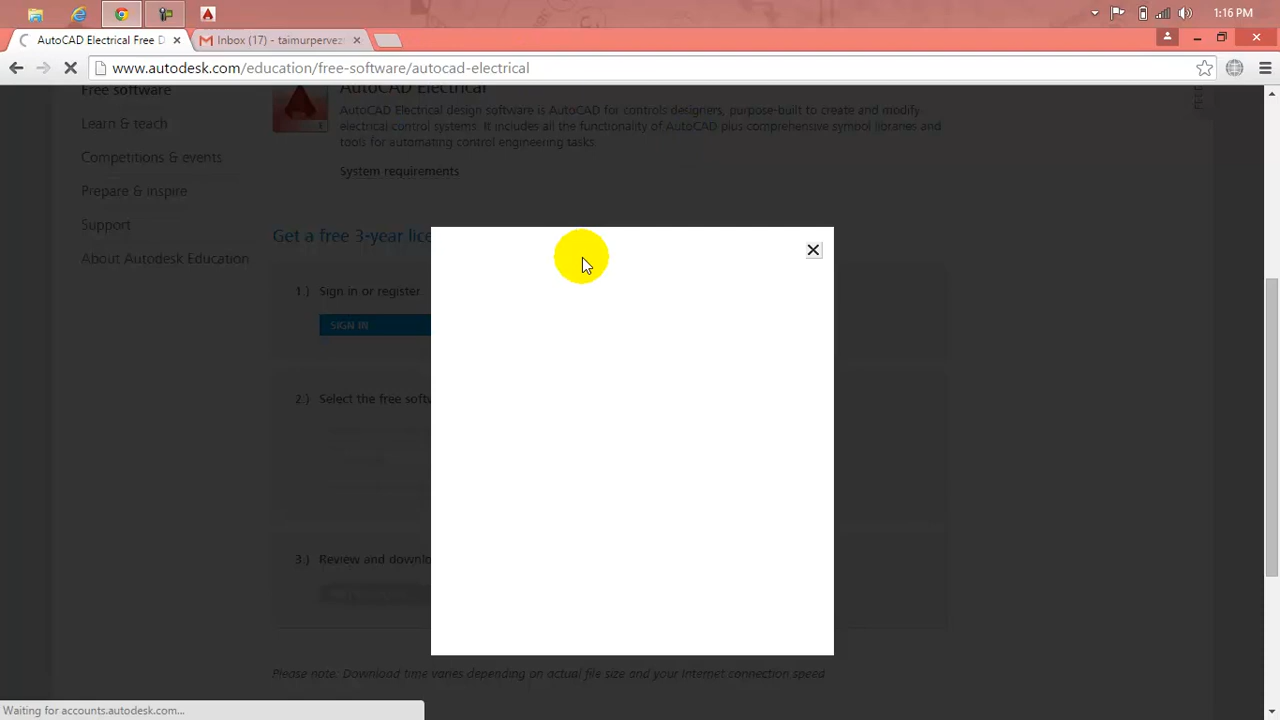 1:16 PM
AutoCAD Electrical Free D
Inbox (17) - taimurpervez
www.autodesk.com/education/free-software/autocad-electrical
Free software
Learn & teach
Competitions & events
Prepare & inspire
Support
About Autodesk Education
AutoCAD Electrical
AutoCAD Electrical design software is AutoCAD for controls designers, purpose-built to create and modify
electrical control systems. It includes all the functionality of AutoCAD plus comprehensive symbol libraries and
tools for automating control engineering tasks
System requirements
Get a free 3-year lice
1.) Sign in or register
SIGN IN
2.) Select the free softw
3.) Review and downlo
Please note. Download time varies depending on actual file size and your Internet connection speed
Waiting for accounts.autodesk.com...